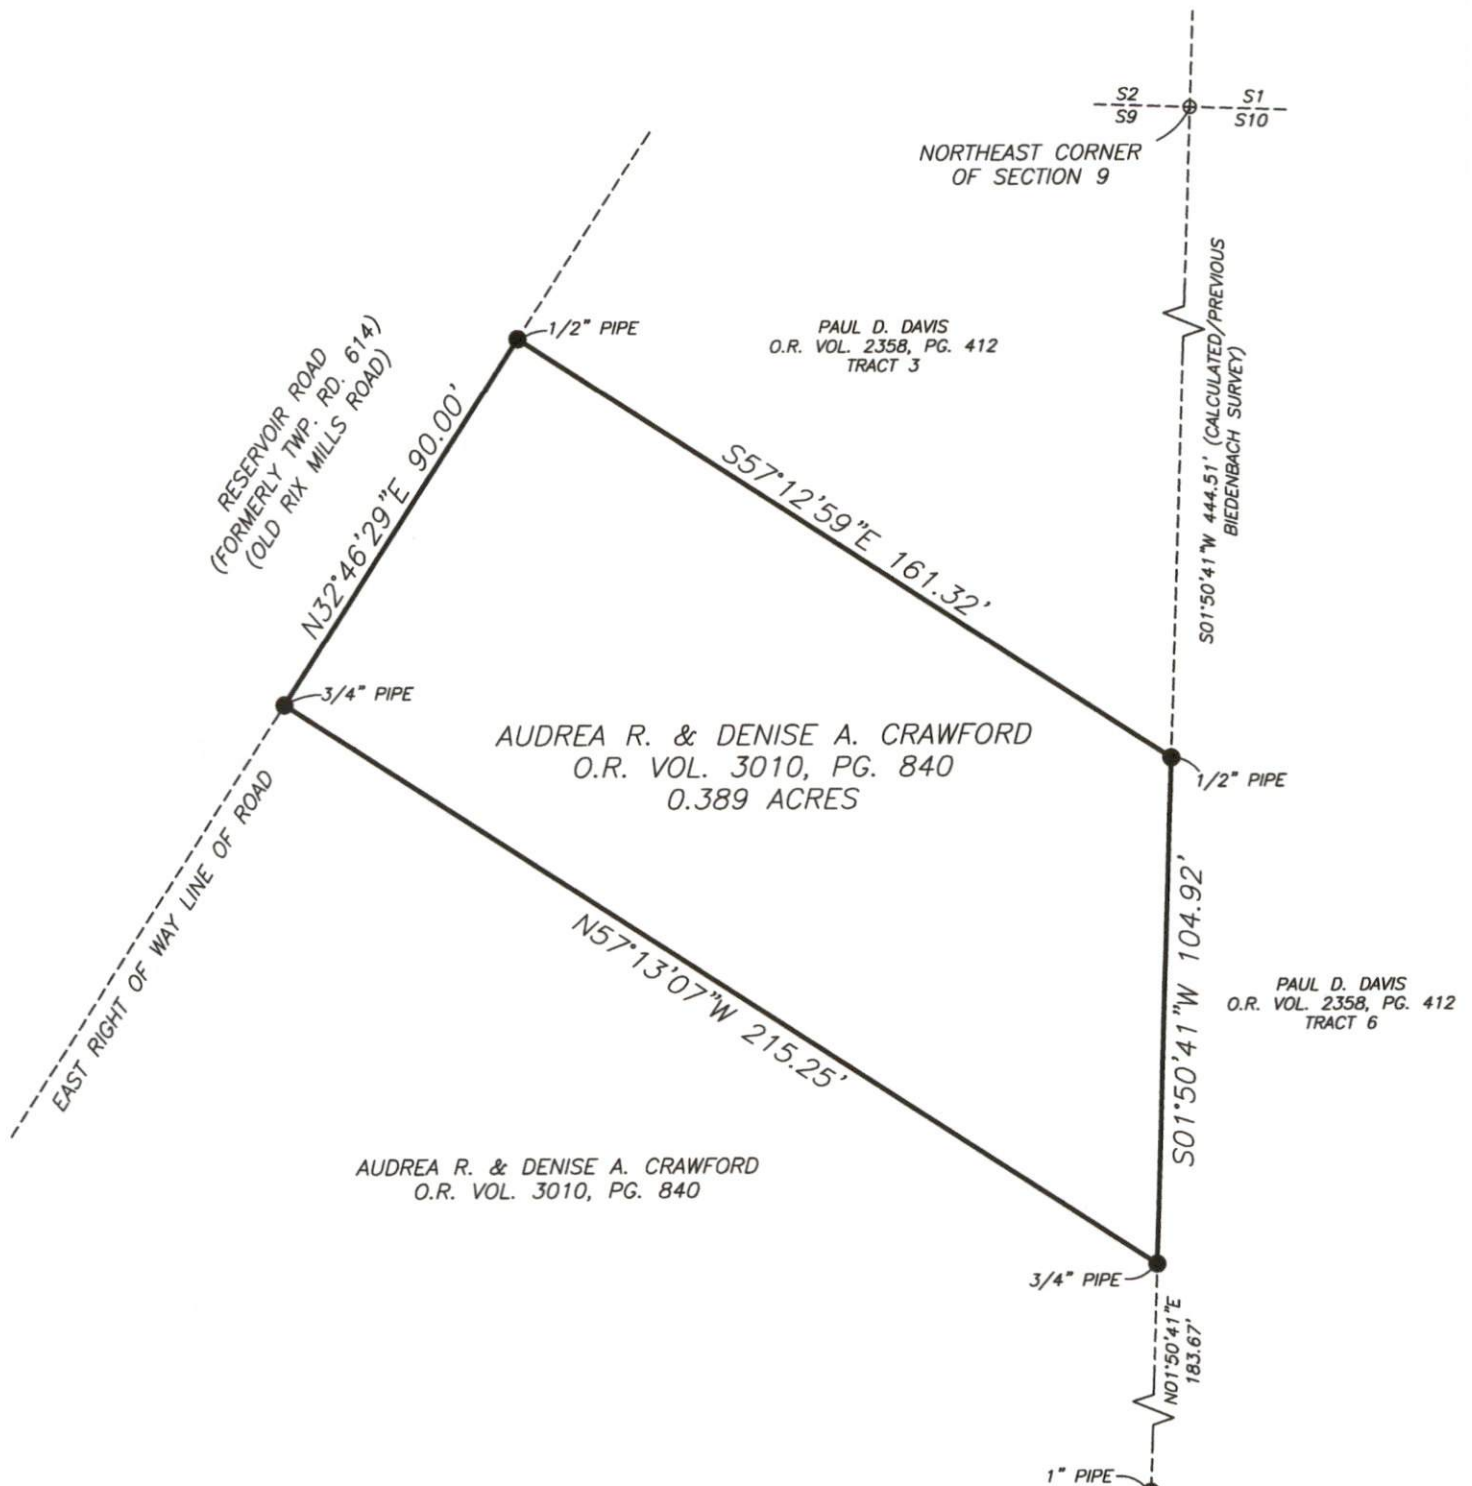 S2
S9
S1
S10
NORTHEAST CORNER
OF SECTION 9
S01°50'41"W 444.51' (CALCULATED/PREVIOUS
BIEDENBACH SURVEY)
1/2" PIPE
PAUL D. DAVIS
O.R. VOL. 2358, PG. 412
TRACT 3
RESERVOIR ROAD
(FORMERLY TWP. RD. 614)
(OLD RIX MILLS ROAD)
N32°46'29"E 90.00'
S57°12'59"E 161.32'
3/4" PIPE
AUDREA R. & DENISE A. CRAWFORD
O.R. VOL. 3010, PG. 840
0.389 ACRES
1/2" PIPE
EAST RIGHT OF WAY LINE OF ROAD
N57°13'07"W 215.25'
S01°50'41"W 104.92'
PAUL D. DAVIS
O.R. VOL. 2358, PG. 412
TRACT 6
AUDREA R. & DENISE A. CRAWFORD
O.R. VOL. 3010, PG. 840
3/4" PIPE
N01°50'41"E
183.67'
1" PIPE